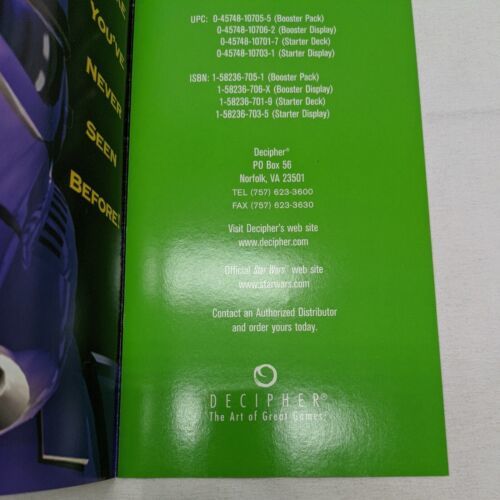 YOU'VE
NEVER
SEEN
BEFORE!
UPC: 0-45748-10705-5 (Booster Pack)
0-45748-10706-2 (Booster Display)
0-45748-10701-7 (Starter Deck)
0-45748-10703-1 (Starter Display)
ISBN: 1-58236-705-1 (Booster Pack)
1-58236-706-X (Booster Display)
1-58236-701-9 (Starter Deck)
1-58236-703-5 (Starter Display)
Decipher®
PO Box 56
Norfolk, VA 23501
TEL (757) 623-3600
FAX (757) 623-3630
Visit Decipher's web site
www.decipher.com
Official Star Wars® web site
www.starwars.com
Contact an Authorized Distributor
and order yours today.
DECIPHER®
The Art of Great Games®